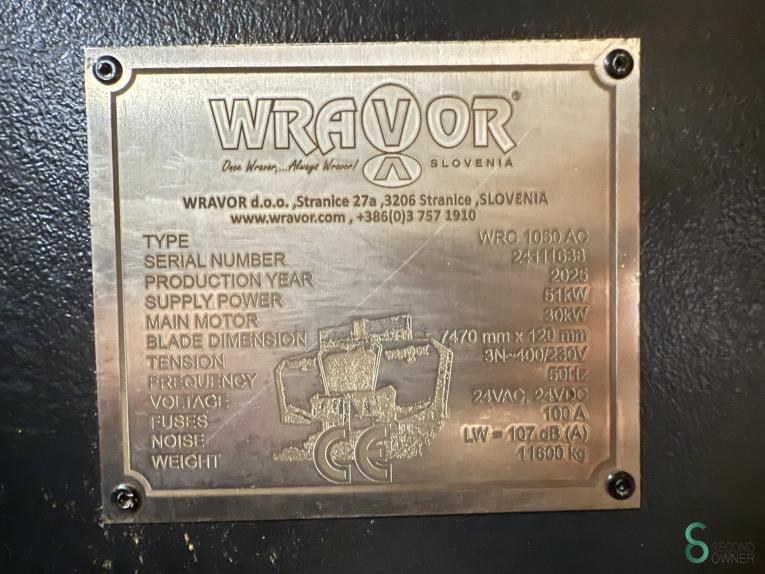 WRAVOR®
Once Wravor,...Always Wravor! SLOVENIA
WRAVOR d.o.o. ,Stranice 27a ,3206 Stranice ,SLOVENIA
www.wravor.com , +386(0)3 757 1910
TYPE WRC 1050 AC
SERIAL NUMBER 24111638
PRODUCTION YEAR 2025
SUPPLY POWER 51kW
MAIN MOTOR 30kW
BLADE DIMENSION 7470 mm x 120 mm
TENSION 3N~400/230V
FREQUENCY 50Hz
VOLTAGE 24VAC, 24VDC
FUSES 100 A
NOISE LW = 107 dB (A)
WEIGHT 11600 kg
CE
SECOND
OWNER